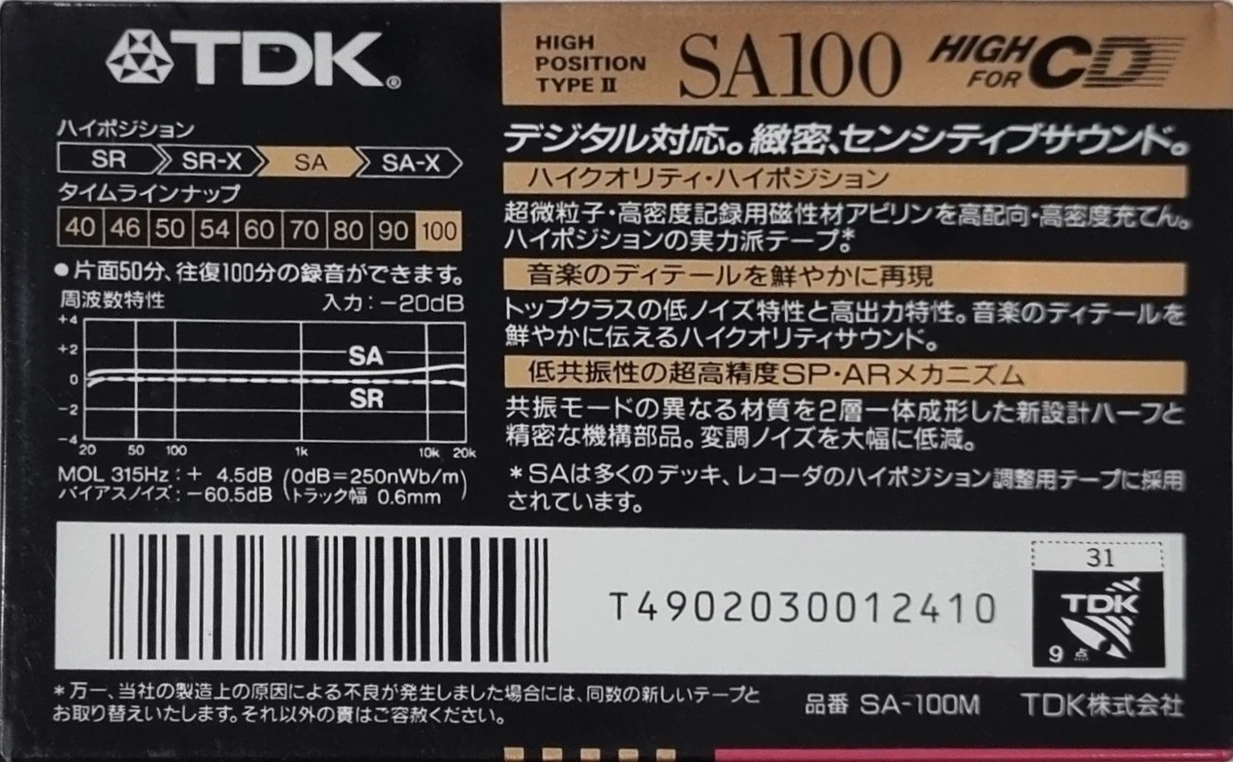 TDK®
HIGH
POSITION
TYPE II
SA100
HIGH
FOR CD
ハイポジション
SR SR-X SA SA-X
タイムラインナップ
40 46 50 54 60 70 80 90 100
●片面50分、往復100分の録音ができます。
周波数特性 入力:−20dB
+4
+2
0
−2
−4
SA
SR
20 50 100 1k 10k 20k
MOL 315Hz:+ 4.5dB (0dB=250nWb/m)
バイアスノイズ:−60.5dB (トラック幅 0.6mm)
デジタル対応。緻密、センシティブサウンド。
ハイクオリティ・ハイポジション
超微粒子・高密度記録用磁性材アビリンを高配向・高密度充てん。
ハイポジションの実力派テープ。*
音楽のディテールを鮮やかに再現
トップクラスの低ノイズ特性と高出力特性。音楽のディテールを
鮮やかに伝えるハイクオリティサウンド。
低共振性の超高精度SP・ARメカニズム
共振モードの異なる材質を2層一体成形した新設計ハーフと
精密な機構部品。変調ノイズを大幅に低減。
*SAは多くのデッキ、レコーダのハイポジション調整用テープに採用
されています。
T4902030012410
31
TDK
9点
*万一、当社の製造上の原因による不良が発生しました場合には、同数の新しいテープと
お取り替えいたします。それ以外の責はご容赦ください。
品番 SA-100M TDK株式会社